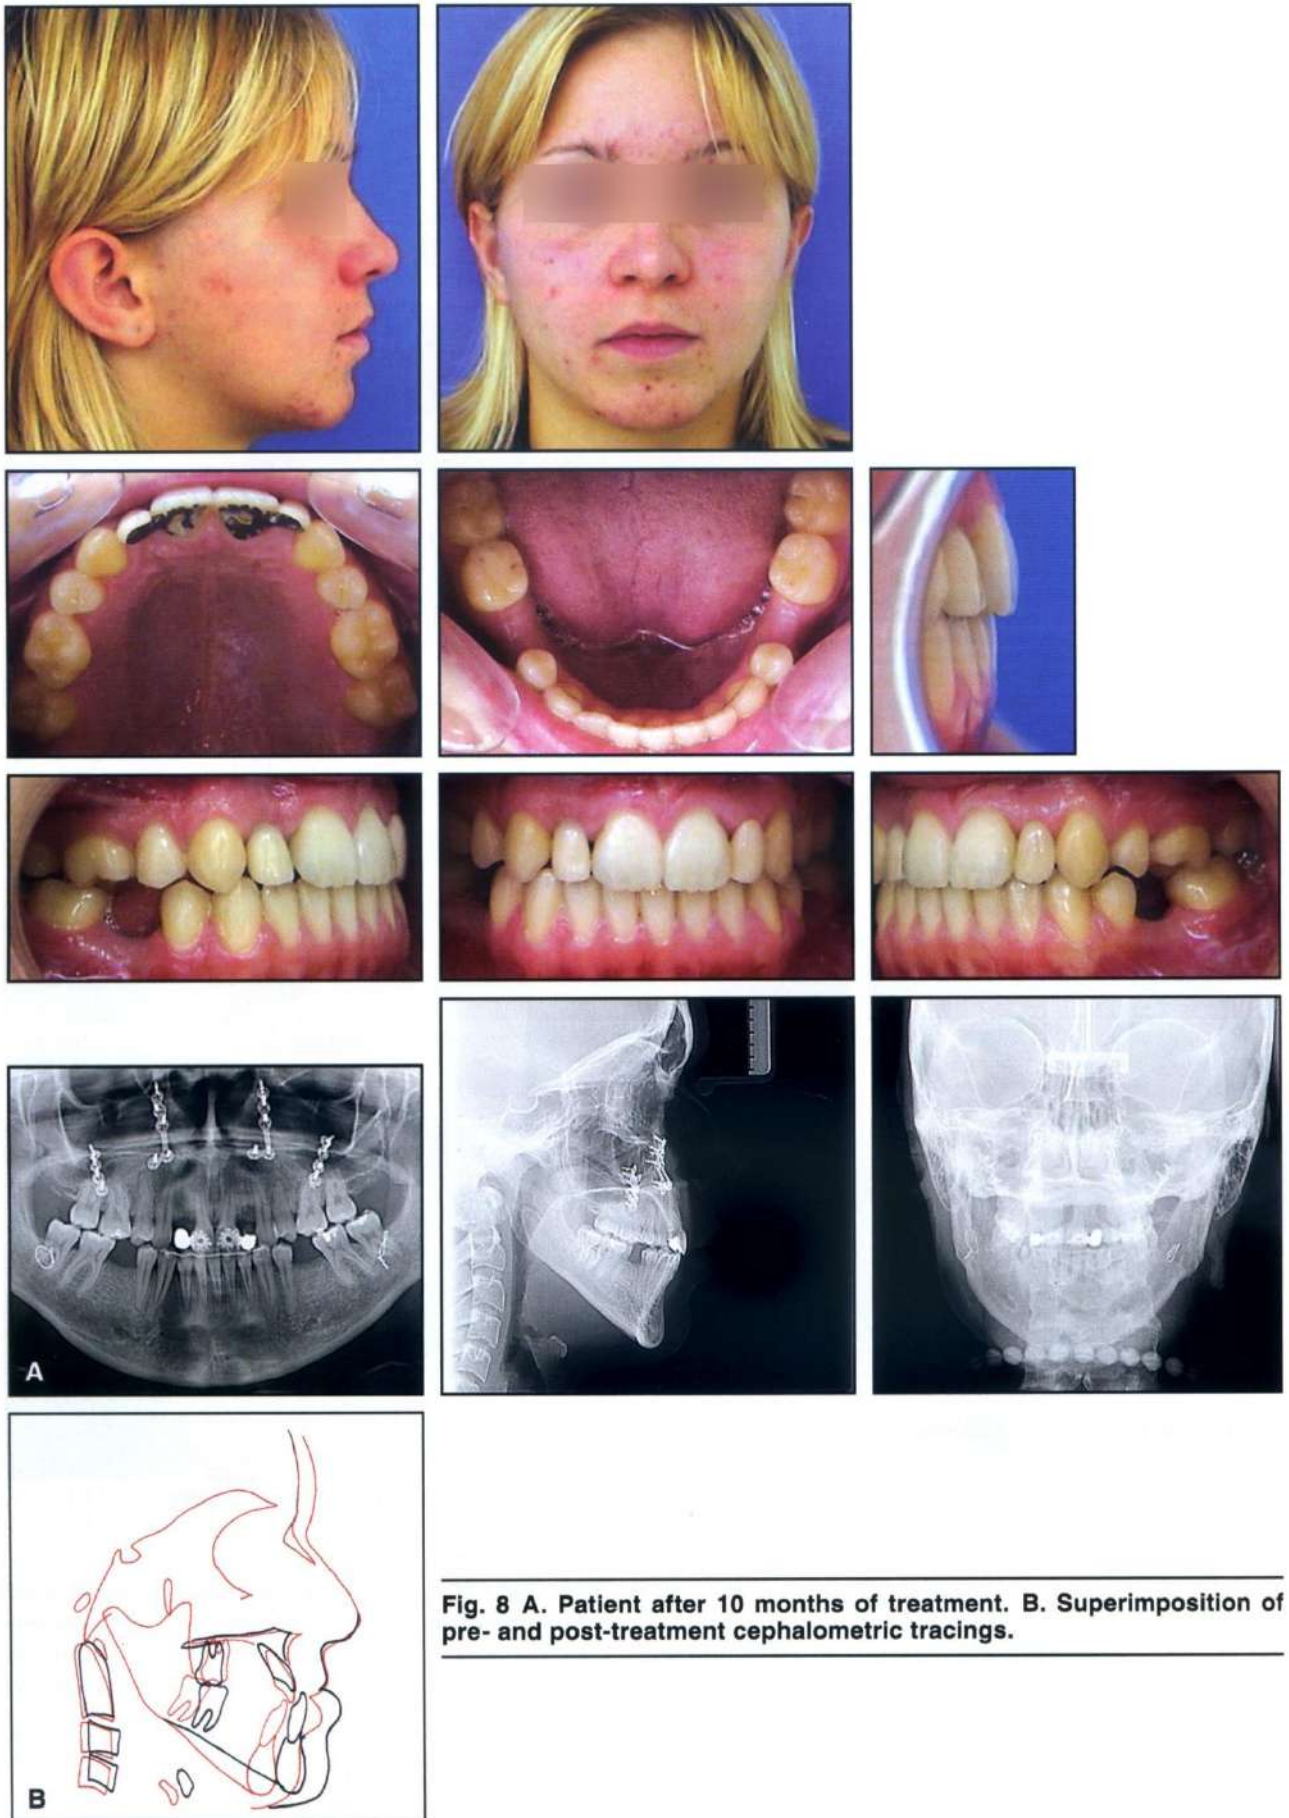 A
B
Fig. 8 A. Patient after 10 months of treatment. B. Superimposition of
pre- and post-treatment cephalometric tracings.